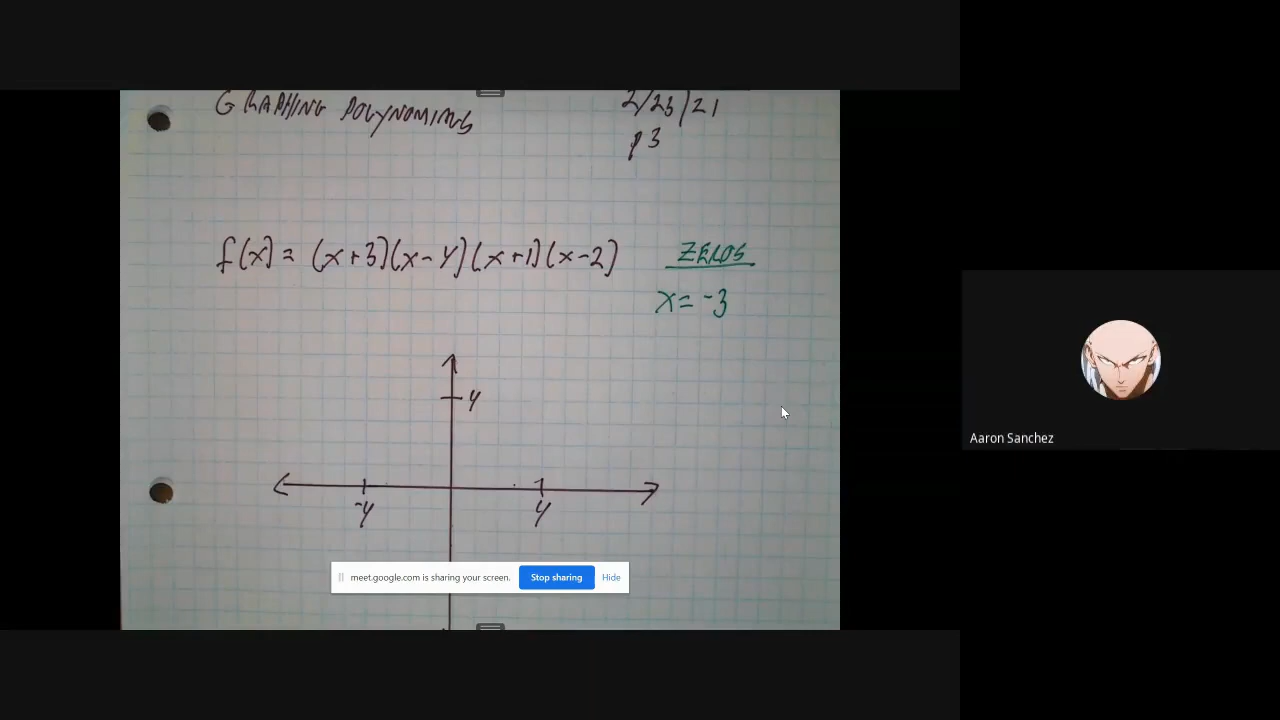 GRAPHING POLYNOMIALS
2/23/21
p3
f(x) = (x+3)(x-4)(x+1)(x-2)
ZEROS
x = -3
4
-4
4
meet.google.com is sharing your screen.
Stop sharing
Hide
Aaron Sanchez